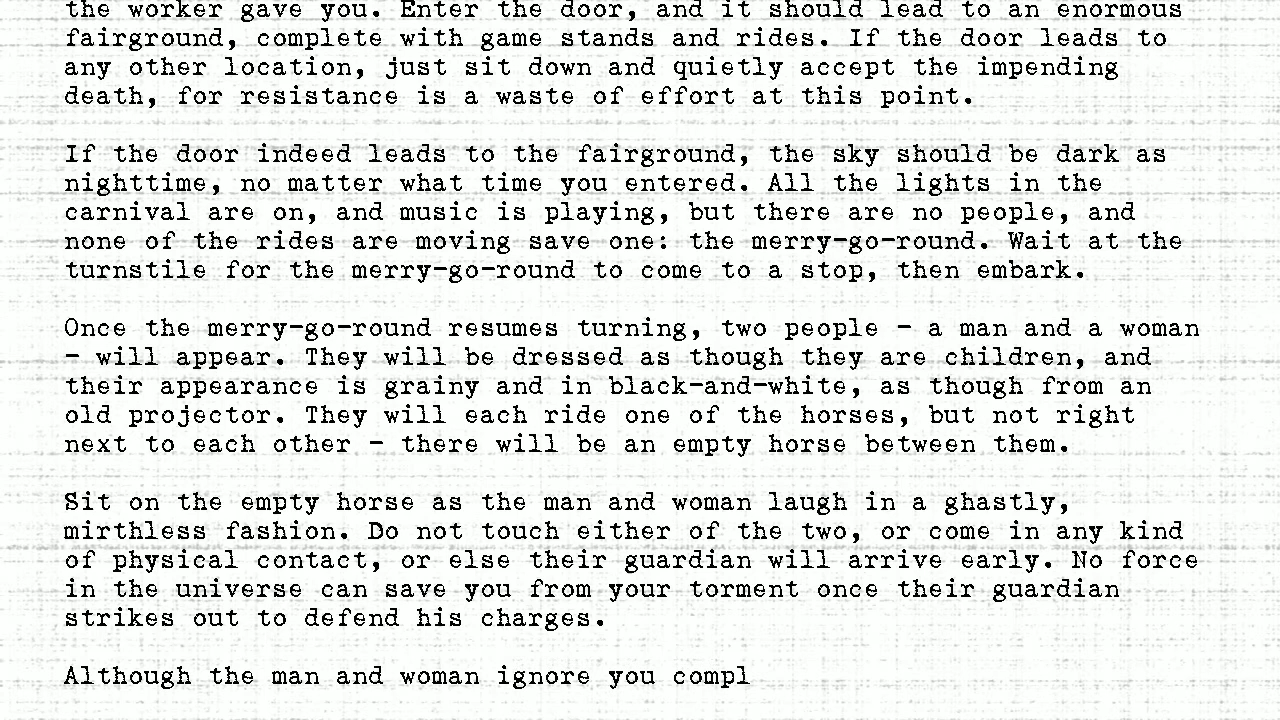 the worker gave you. Enter the door, and it should lead to an enormous
fairground, complete with game stands and rides. If the door leads to
any other location, just sit down and quietly accept the impending
death, for resistance is a waste of effort at this point.
If the door indeed leads to the fairground, the sky should be dark as
nighttime, no matter what time you entered. All the lights in the
carnival are on, and music is playing, but there are no people, and
none of the rides are moving save one: the merry-go-round. Wait at the
turnstile for the merry-go-round to come to a stop, then embark.
Once the merry-go-round resumes turning, two people - a man and a woman
- will appear. They will be dressed as though they are children, and
their appearance is grainy and in black-and-white, as though from an
old projector. They will each ride one of the horses, but not right
next to each other - there will be an empty horse between them.
Sit on the empty horse as the man and woman laugh in a ghastly,
mirthless fashion. Do not touch either of the two, or come in any kind
of physical contact, or else their guardian will arrive early. No force
in the universe can save you from your torment once their guardian
strikes out to defend his charges.
Although the man and woman ignore you compl